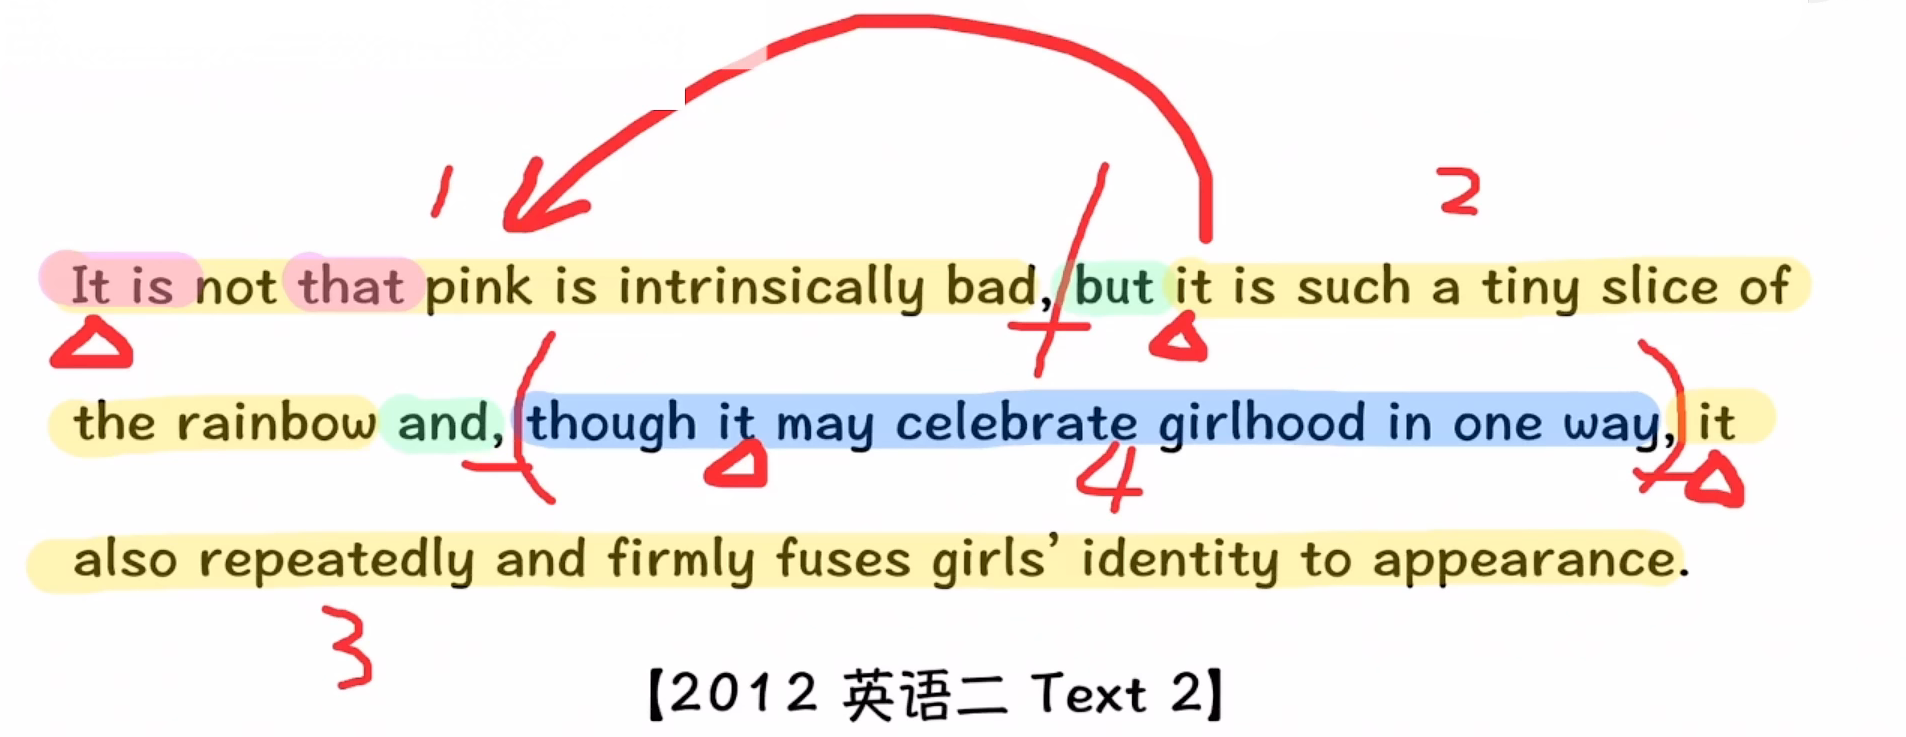 1 2
It is not that pink is intrinsically bad, but it is such a tiny slice of
the rainbow and, though it may celebrate girlhood in one way, it
4
also repeatedly and firmly fuses girls’ identity to appearance.
3
【2012 英语二 Text 2】